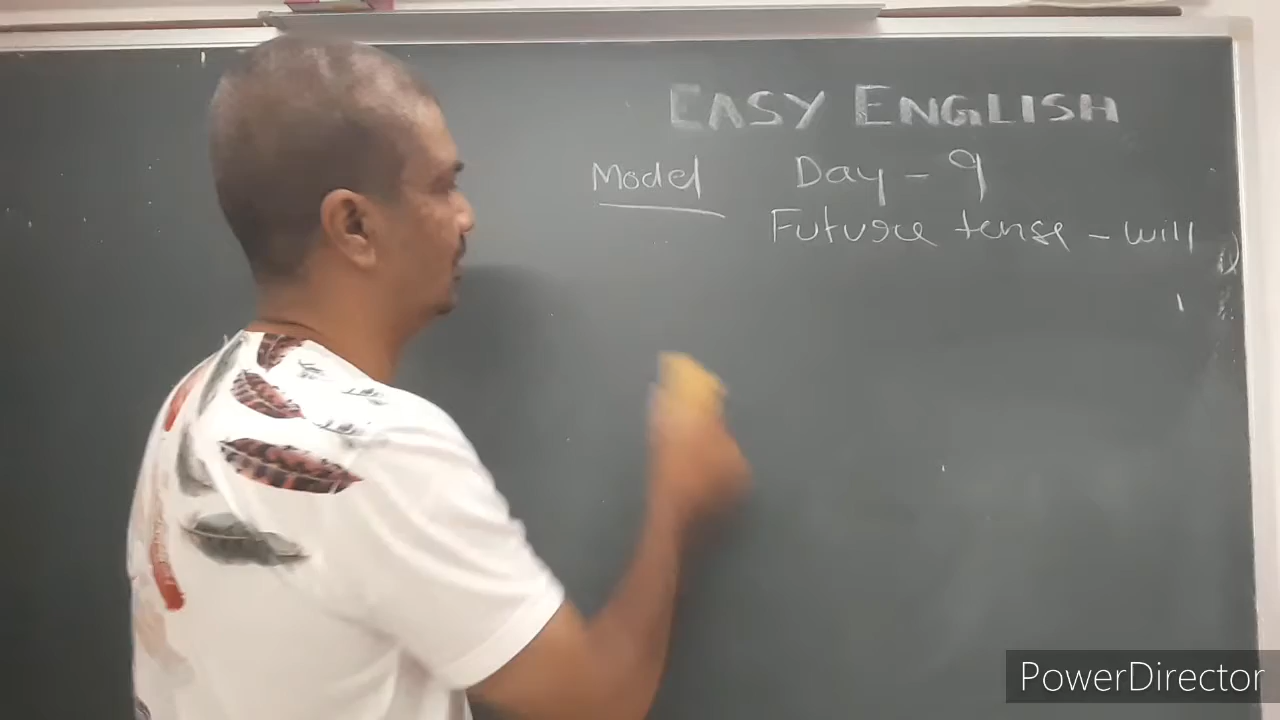 EASY ENGLISH
Model Day - 9
Future tense - will
PowerDirector